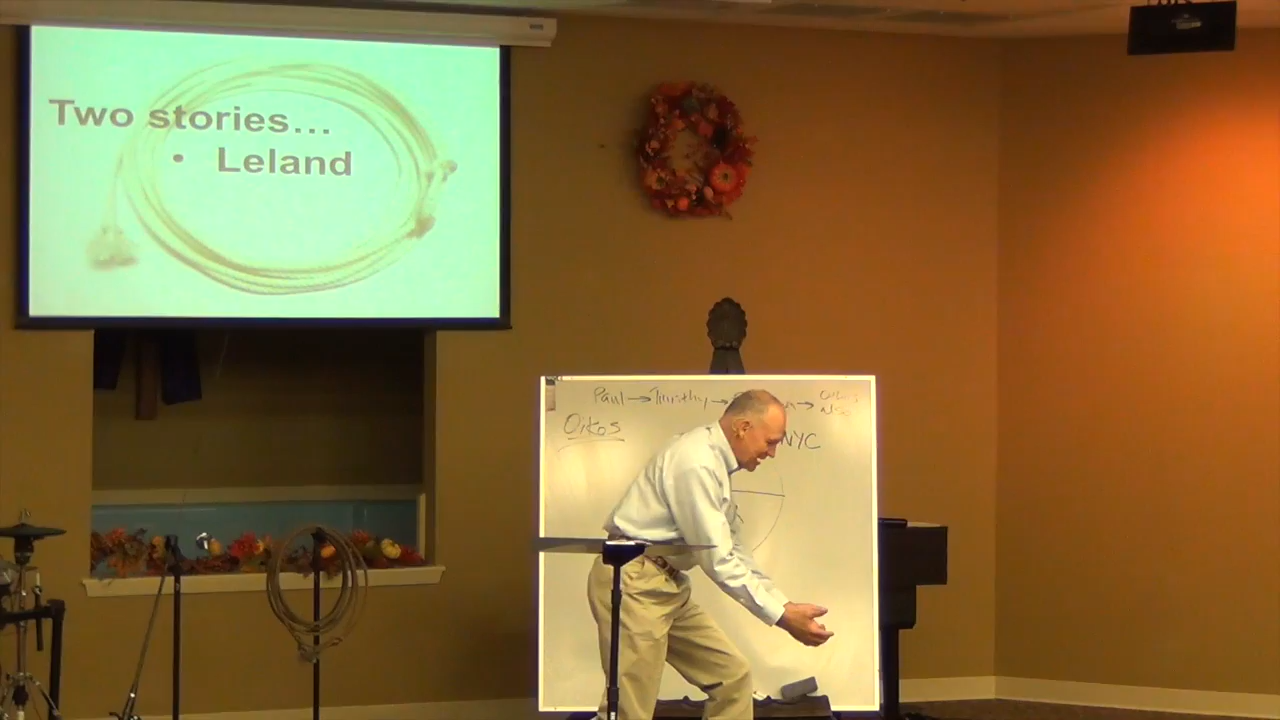 Two stories...
• Leland
Paul → Timothy →
Oikos
NYC